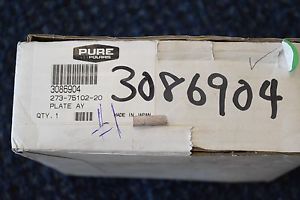 PURE
POLARIS
3086904
273-75102-20
PLATE AY
QTY. 1
MADE IN JAPAN
3086904